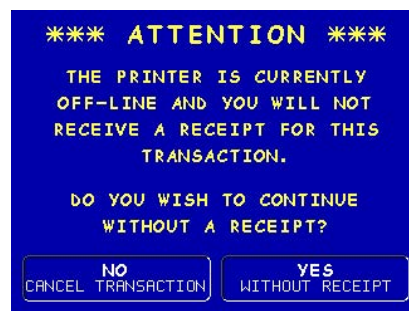 *** ATTENTION ***
THE PRINTER IS CURRENTLY
OFF-LINE AND YOU WILL NOT
RECEIVE A RECEIPT FOR THIS
TRANSACTION.
DO YOU WISH TO CONTINUE
WITHOUT A RECEIPT?
NO
CANCEL TRANSACTION
YES
WITHOUT RECEIPT